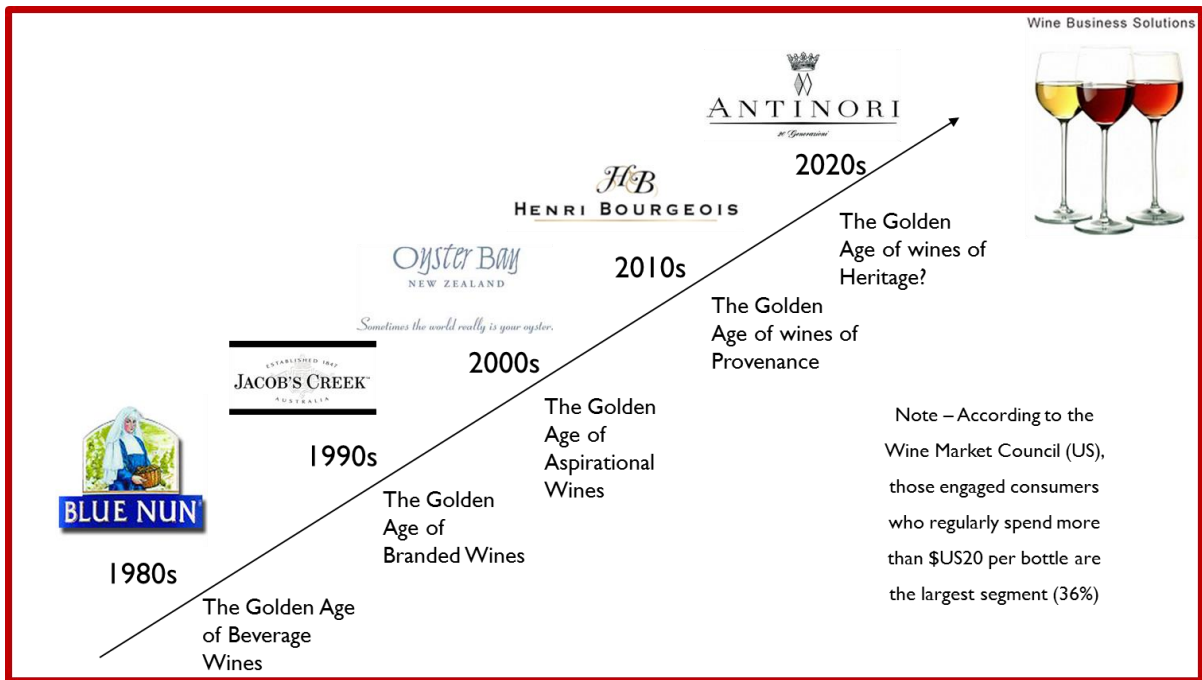 Wine Business Solutions
ANTINORI
26 Generazioni
2020s
The Golden
Age of wines of
Heritage?
HB
HENRI BOURGEOIS
2010s
The Golden
Age of wines of
Provenance
OYSTER BAY
NEW ZEALAND
Sometimes the world really is your oyster.
2000s
The Golden
Age of
Aspirational
Wines
ESTABLISHED 1847
JACOB'S CREEK™
AUSTRALIA
1990s
The Golden
Age of
Branded Wines
BLUE NUN
1980s
The Golden Age
of Beverage
Wines
Note – According to the
Wine Market Council (US),
those engaged consumers
who regularly spend more
than $US20 per bottle are
the largest segment (36%)